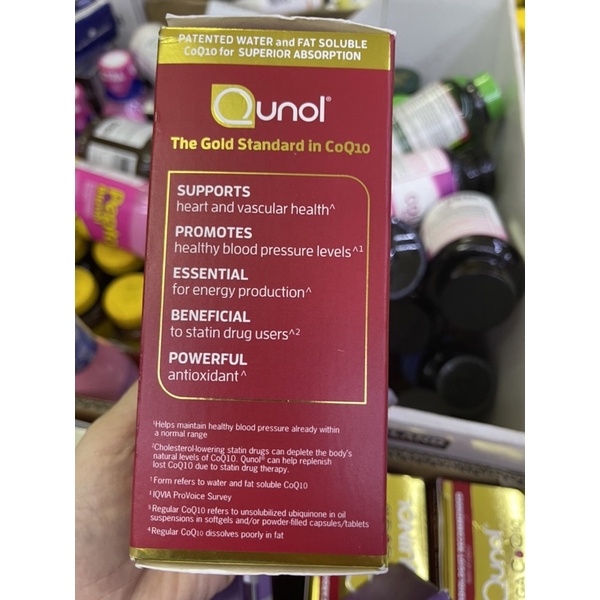 PATENTED WATER and FAT SOLUBLE
CoQ10 for SUPERIOR ABSORPTION
Qunol®
The Gold Standard in CoQ10
SUPPORTS
heart and vascular health^
PROMOTES
healthy blood pressure levels^1
ESSENTIAL
for energy production^
BENEFICIAL
to statin drug users^2
POWERFUL
antioxidant^
1Helps maintain healthy blood pressure already within
a normal range
2Cholesterol-lowering statin drugs can deplete the body's
natural levels of CoQ10. Qunol® can help replenish
lost CoQ10 due to statin drug therapy.
†Form refers to water and fat soluble CoQ10
‡IQVIA ProVoice Survey
§Regular CoQ10 refers to unsolubilized ubiquinone in oil
suspensions in softgels and/or powder-filled capsules/tablets
4Regular CoQ10 dissolves poorly in fat
Qunol